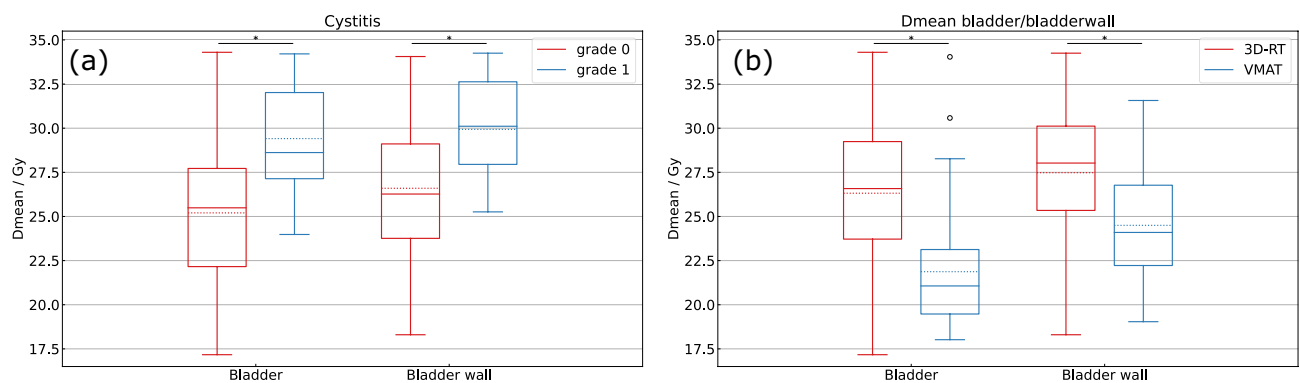 Cystitis
(a)
*
*
grade 0
grade 1
35.0
32.5
30.0
27.5
25.0
22.5
20.0
17.5
Dmean / Gy
Bladder
Bladder wall
Dmean bladder/bladderwall
(b)
*
*
3D-RT
VMAT
35.0
32.5
30.0
27.5
25.0
22.5
20.0
17.5
Dmean / Gy
Bladder
Bladder wall